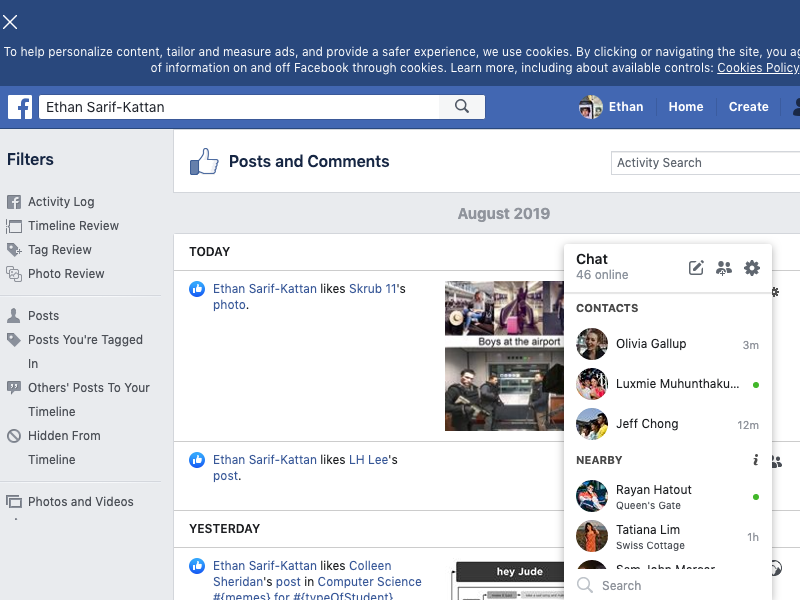 To help personalize content, tailor and measure ads, and provide a safer experience, we use cookies. By clicking or navigating the site, you
of information on and off Facebook through cookies. Learn more, including about available controls: Cookies Policy
Ethan Sarif-Kattan
Ethan
Home
Create
Filters
Activity Log
Timeline Review
Tag Review
Photo Review
Posts
Posts You're Tagged
In
Others' Posts To Your
Timeline
Hidden From
Timeline
Photos and Videos
Posts and Comments
Activity Search
August 2019
TODAY
Ethan Sarif-Kattan likes Skrub 11's
photo.
Boys at the airport
Ethan Sarif-Kattan likes LH Lee's
post.
YESTERDAY
Ethan Sarif-Kattan likes Colleen
Sheridan's post in Computer Science
#{memes} for #{typeOfStudent}
hey Jude
Chat
46 online
CONTACTS
Olivia Gallup
3m
Luxmie Muhunthaku...
Jeff Chong
12m
NEARBY
Rayan Hatout
Queen's Gate
Tatiana Lim
Swiss Cottage
1h
Sam John Mercer
Search